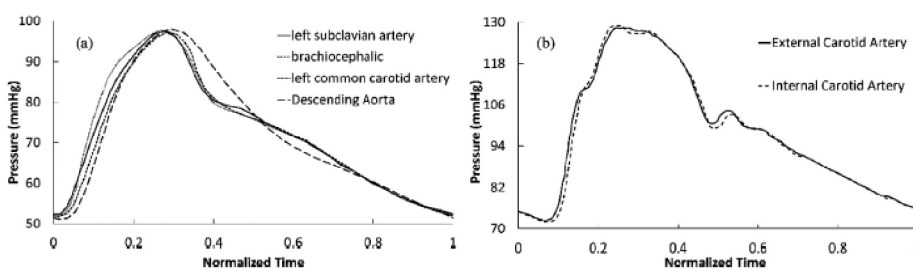 (a)
left subclavian artery
brachiocephalic
left common carotid artery
Descending Aorta
Pressure (mmHg)
100
90
80
70
60
50
0 0.2 0.4 0.6 0.8 1
Normalized Time
(b)
External Carotid Artery
Internal Carotid Artery
Pressure (mmHg)
130
118
106
94
82
70
0 0.2 0.4 0.6 0.8
Normalized Time